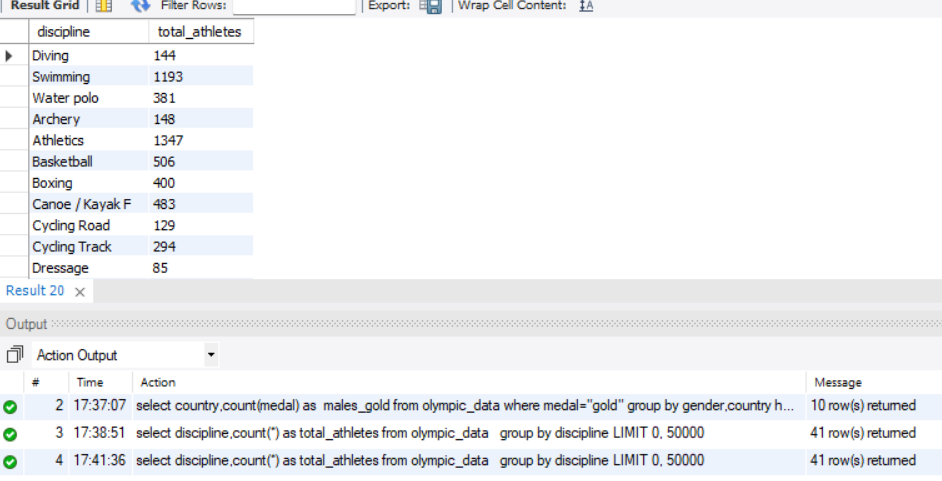 Result Grid Filter Rows: Export: Wrap Cell Content: IA
discipline total_athletes
Diving 144
Swimming 1193
Water polo 381
Archery 148
Athletics 1347
Basketball 506
Boxing 400
Canoe / Kayak F 483
Cycling Road 129
Cycling Track 294
Dressage 85
Result 20
Output
Action Output
# Time Action Message
2 17:37:07 select country,count(medal) as males_gold from olympic_data where medal="gold" group by gender,country h... 10 row(s) returned
3 17:38:51 select discipline,count(*) as total_athletes from olympic_data group by discipline LIMIT 0, 50000 41 row(s) returned
4 17:41:36 select discipline,count(*) as total_athletes from olympic_data group by discipline LIMIT 0, 50000 41 row(s) returned